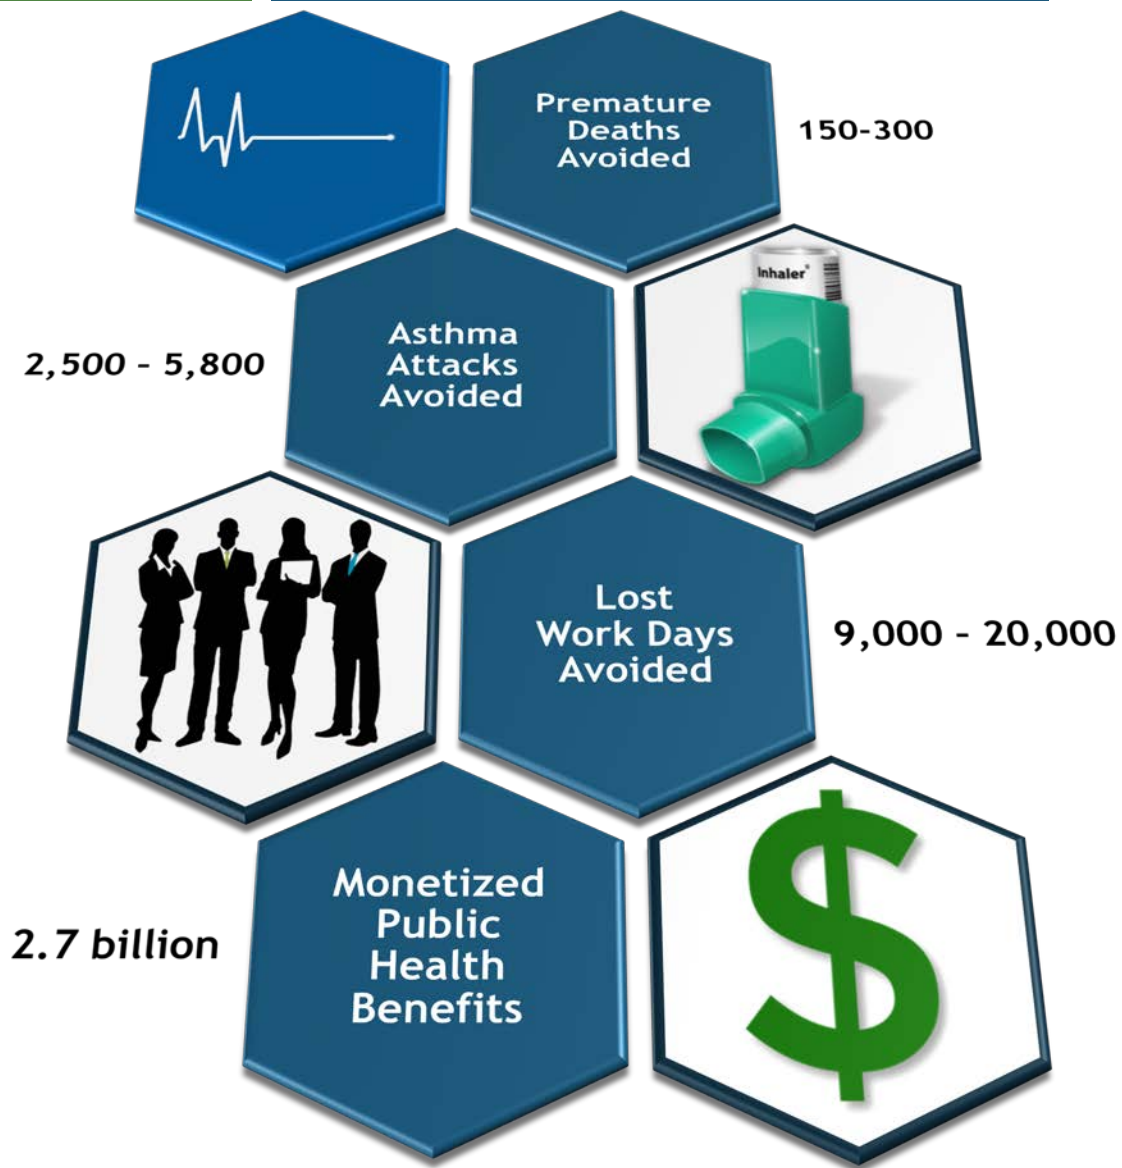 Premature
Deaths
Avoided
150-300
Inhaler®
2,500 - 5,800
Asthma
Attacks
Avoided
Lost
Work Days
Avoided
9,000 - 20,000
2.7 billion
Monetized
Public
Health
Benefits
$